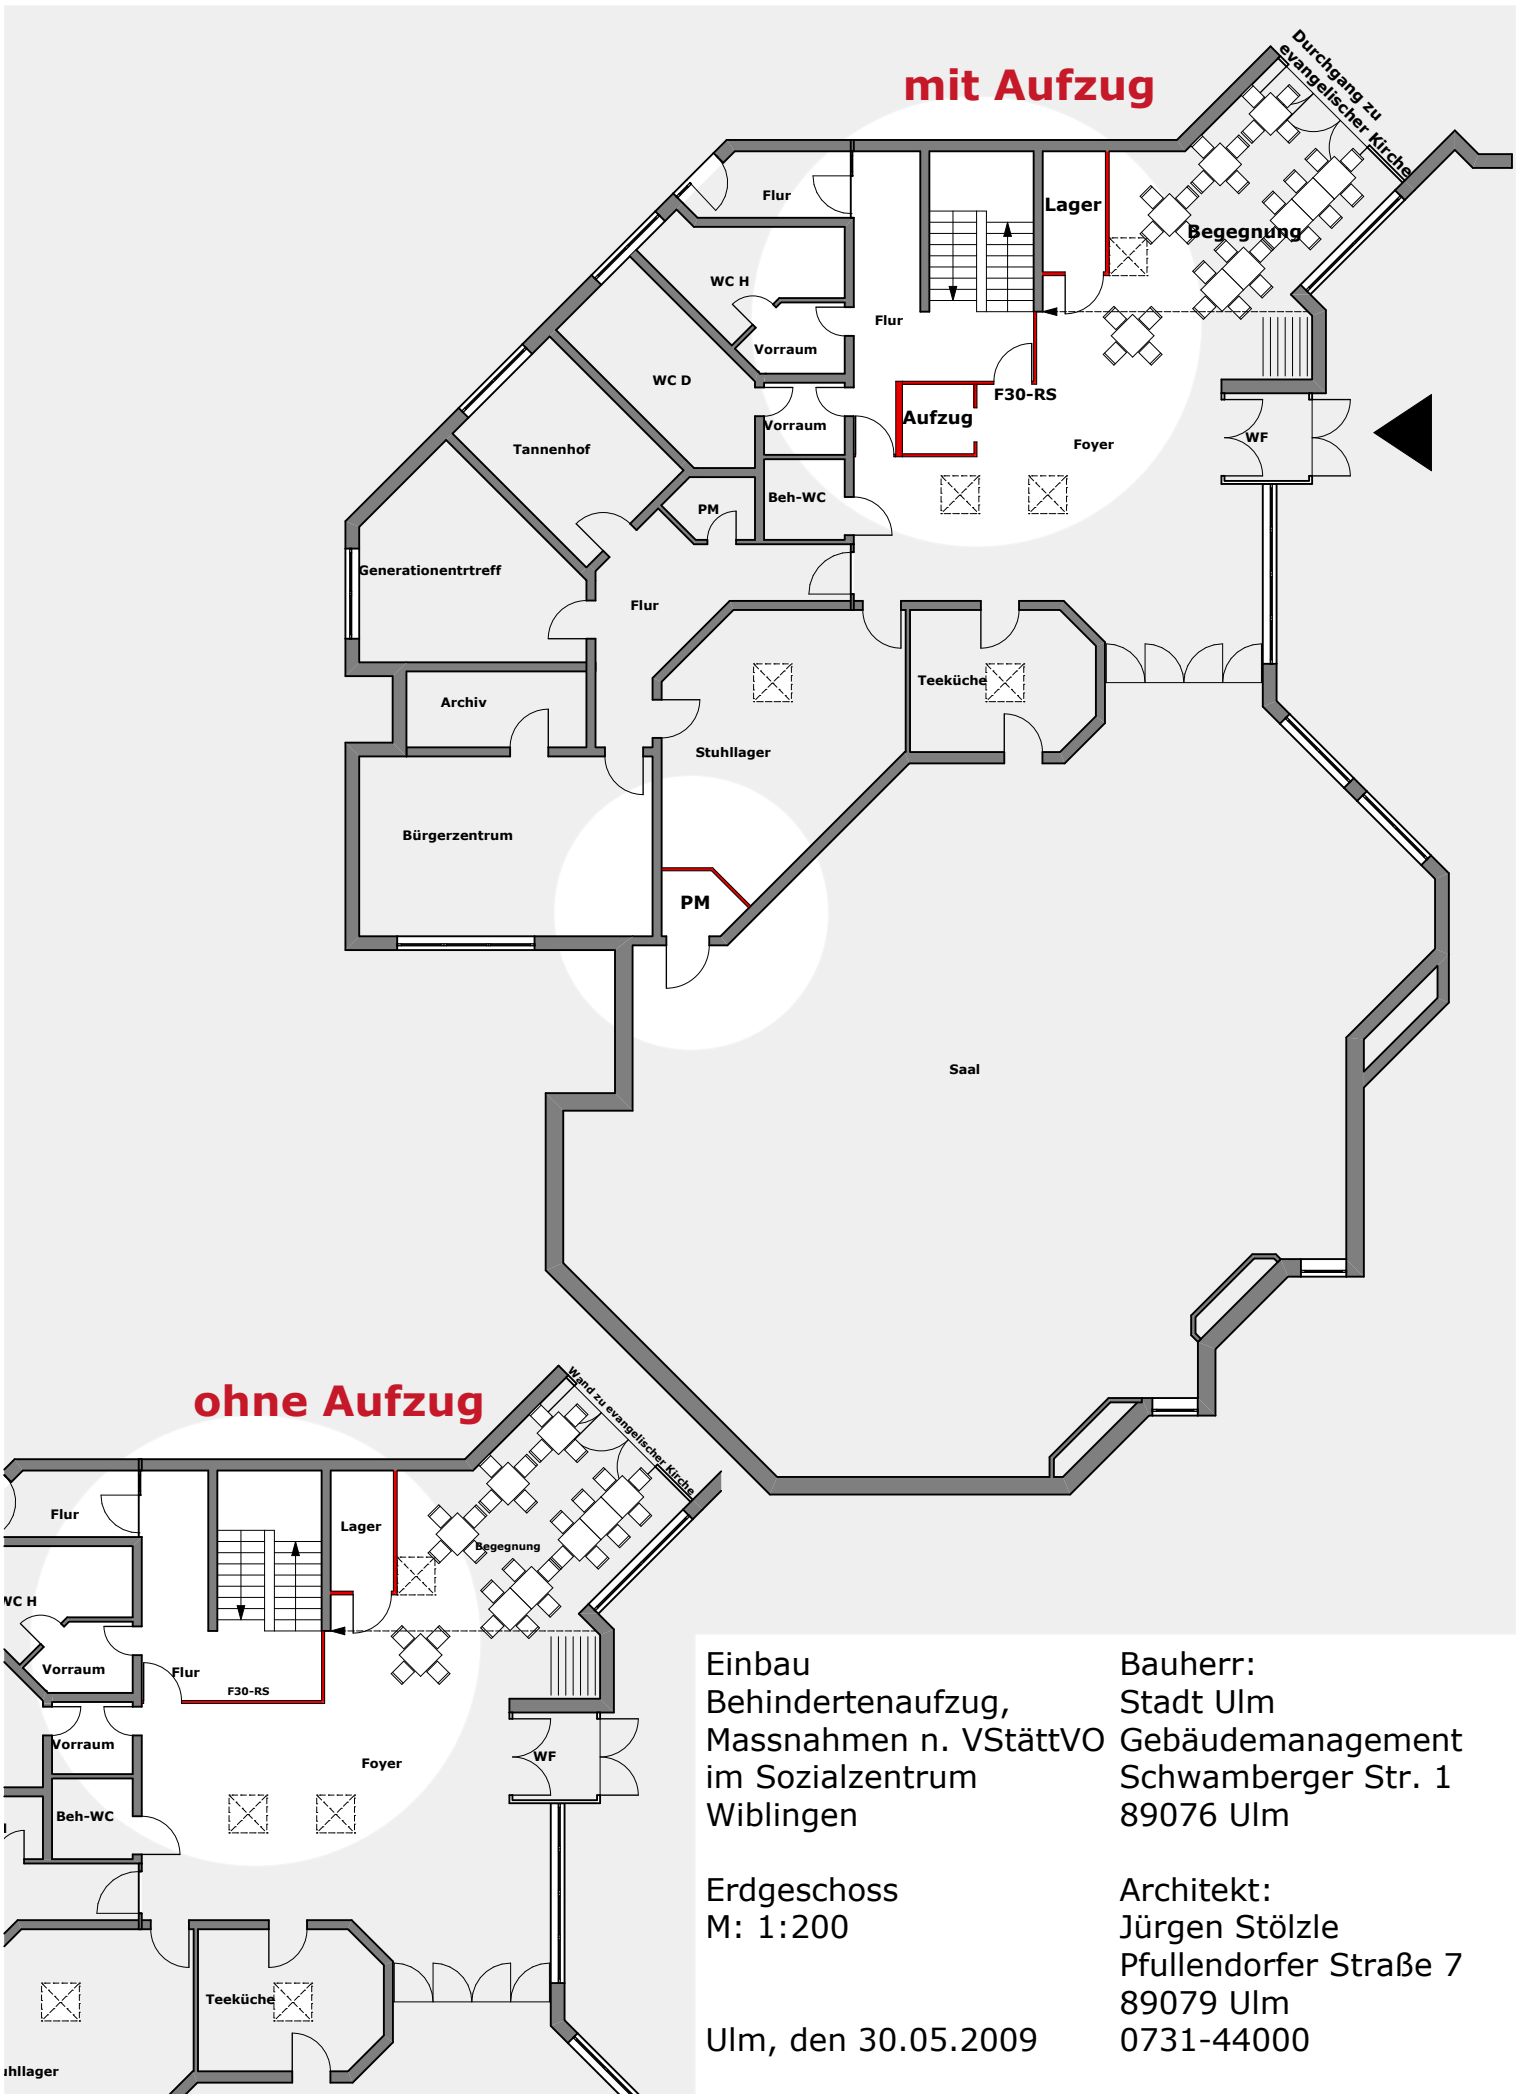 mit Aufzug
Durchgang zu
evangelischer Kirche
Flur
Lager
Begegnung
WC H
Flur
Vorraum
WC D
F30-RS
Aufzug
Vorraum
Foyer
WF
Tannenhof
Beh-WC
PM
Generationentrtreff
Flur
Teeküche
Archiv
Stuhllager
Bürgerzentrum
PM
Saal
ohne Aufzug
Wand zu evangelischer Kirche
Flur
Lager
Begegnung
WC H
Vorraum
Flur
F30-RS
Vorraum
WF
Foyer
Beh-WC
Teeküche
uhllager
Einbau
Behindertenaufzug,
Massnahmen n. VStättVO
im Sozialzentrum
Wiblingen
Erdgeschoss
M: 1:200
Ulm, den 30.05.2009
Bauherr:
Stadt Ulm
Gebäudemanagement
Schwamberger Str. 1
89076 Ulm
Architekt:
Jürgen Stölzle
Pfullendorfer Straße 7
89079 Ulm
0731-44000